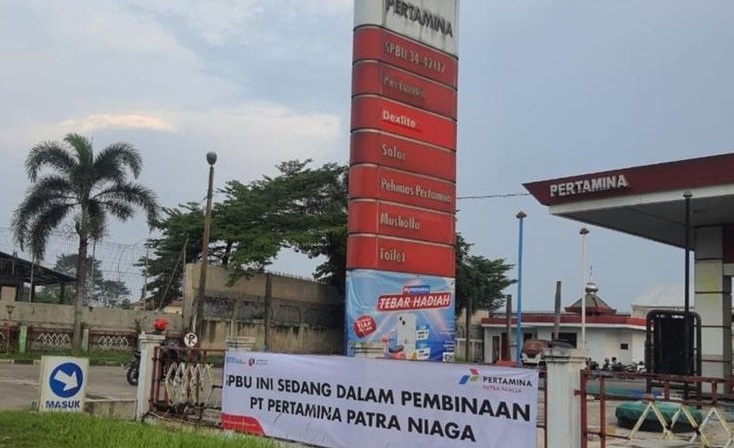 PERTAMINA
SPBU 34-42117
Pertamax
Dexlite
Solar
Pelumas Pertamina
Musholla
Toilet
TEBAR HADIAH
PERTAMINA
MASUK
P
SPBU INI SEDANG DALAM PEMBINAAN
PT PERTAMINA PATRA NIAGA
PERTAMINA
PATRA NIAGA